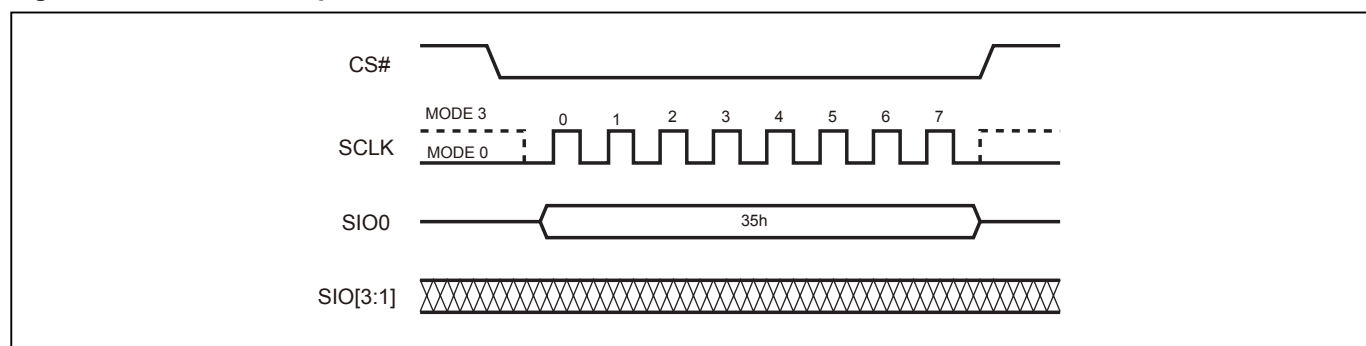 CS#
MODE 3
0 1 2 3 4 5 6 7
SCLK
MODE 0
SIO0
35h
SIO[3:1]